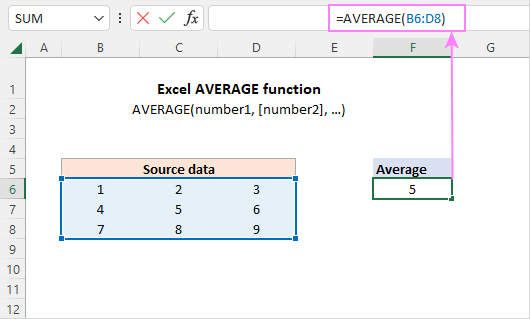 SUM =AVERAGE(B6:D8)
A B C D E F G
1 Excel AVERAGE function
2 AVERAGE(number1, [number2], ...)
3
4
5 Source data Average
6 1 2 3 5
7 4 5 6
8 7 8 9
9
10
11
12